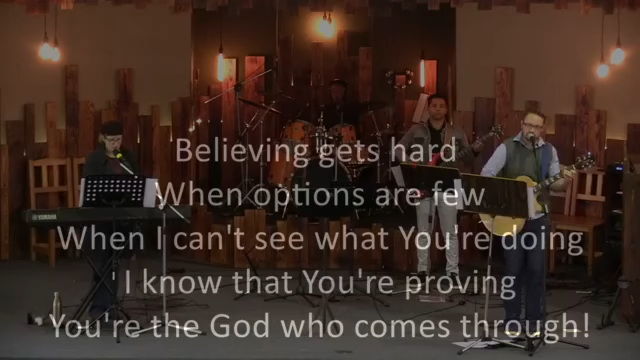 Believing gets hard
When options are few
When I can't see what You're doing
I know that You're proving
You're the God who comes through!
YAMAHA